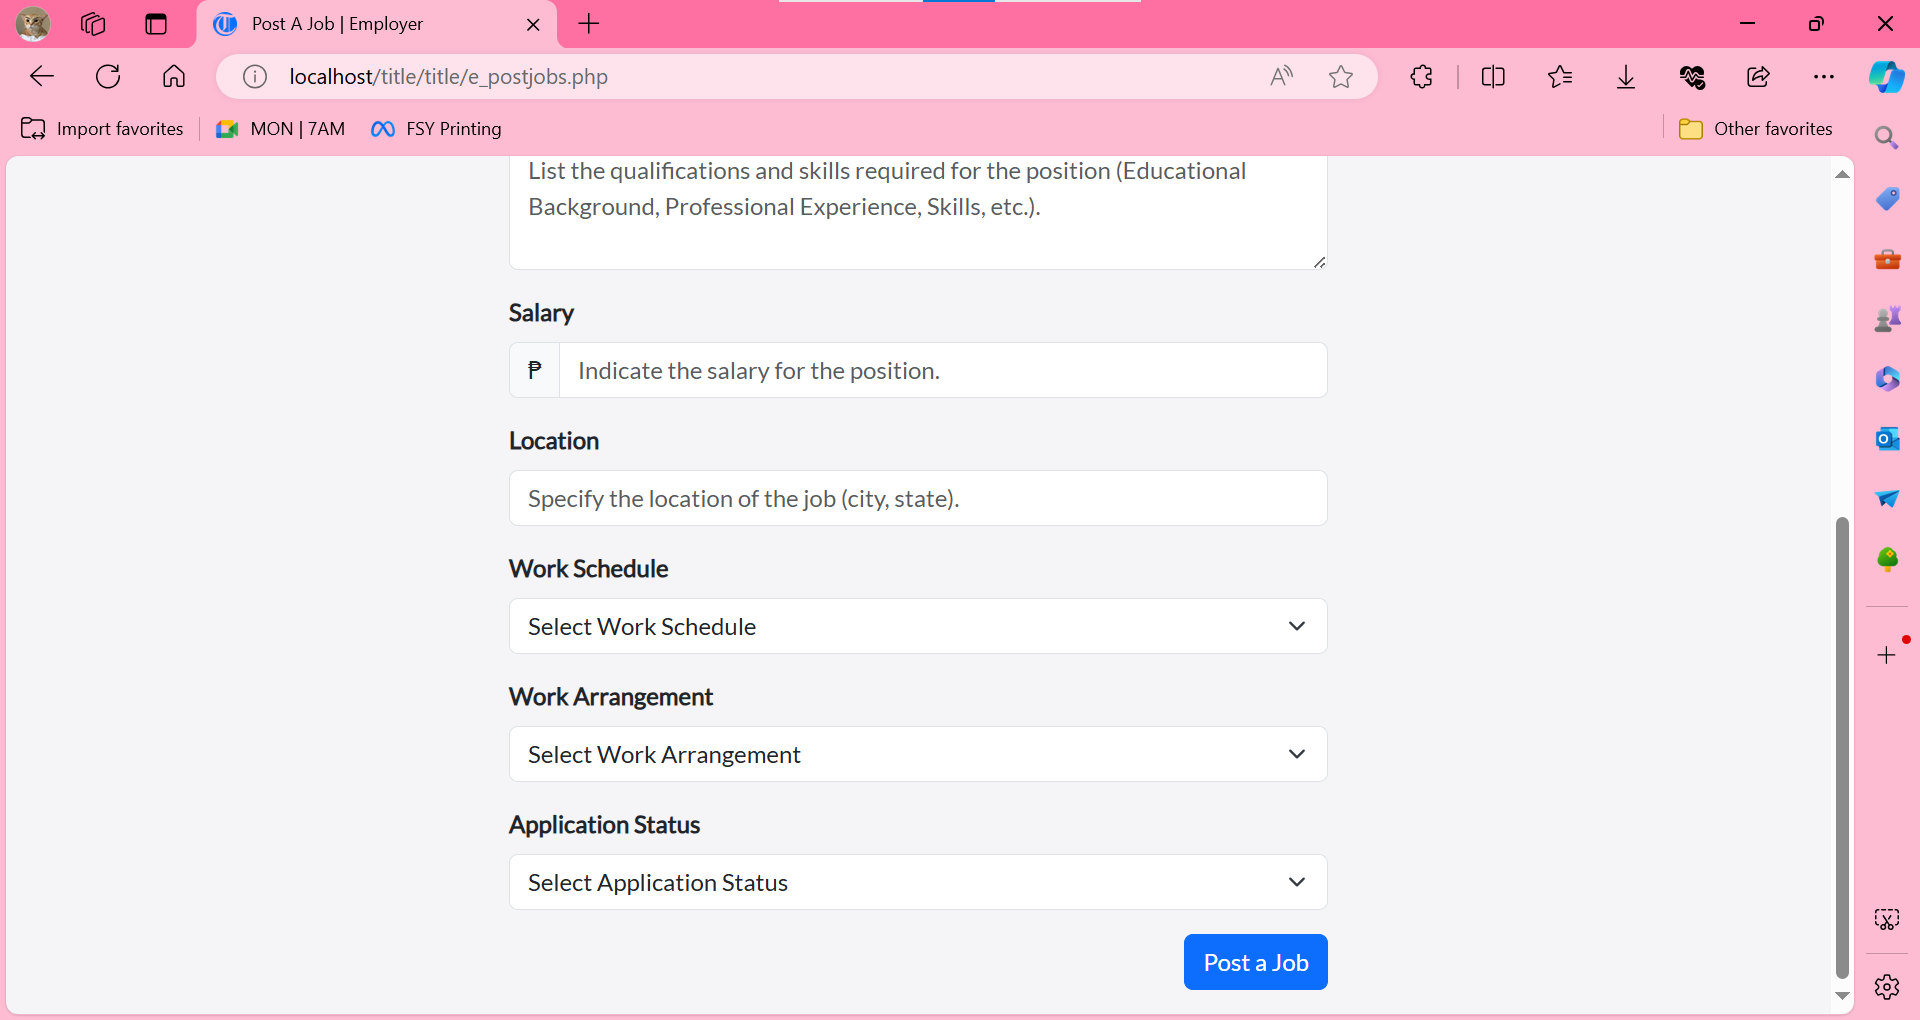 Post A Job | Employer
localhost/title/title/e_postjobs.php
Import favorites
MON | 7AM
FSY Printing
Other favorites
List the qualifications and skills required for the position (Educational
Background, Professional Experience, Skills, etc.).
Salary
₱ Indicate the salary for the position.
Location
Specify the location of the job (city, state).
Work Schedule
Select Work Schedule
Work Arrangement
Select Work Arrangement
Application Status
Select Application Status
Post a Job